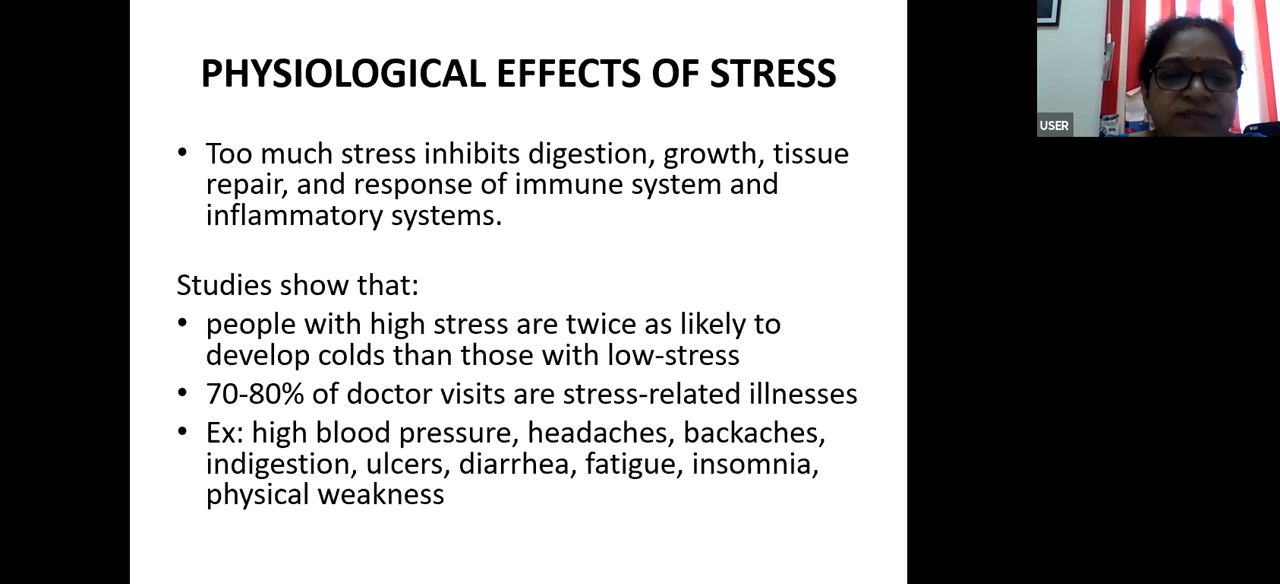 PHYSIOLOGICAL EFFECTS OF STRESS
• Too much stress inhibits digestion, growth, tissue
repair, and response of immune system and
inflammatory systems.
Studies show that:
• people with high stress are twice as likely to
develop colds than those with low-stress
• 70-80% of doctor visits are stress-related illnesses
• Ex: high blood pressure, headaches, backaches,
indigestion, ulcers, diarrhea, fatigue, insomnia,
physical weakness
USER